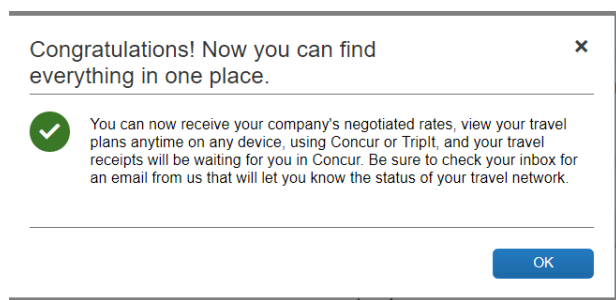 Congratulations! Now you can find
everything in one place.
You can now receive your company's negotiated rates, view your travel
plans anytime on any device, using Concur or TripIt, and your travel
receipts will be waiting for you in Concur. Be sure to check your inbox for
an email from us that will let you know the status of your travel network.
OK